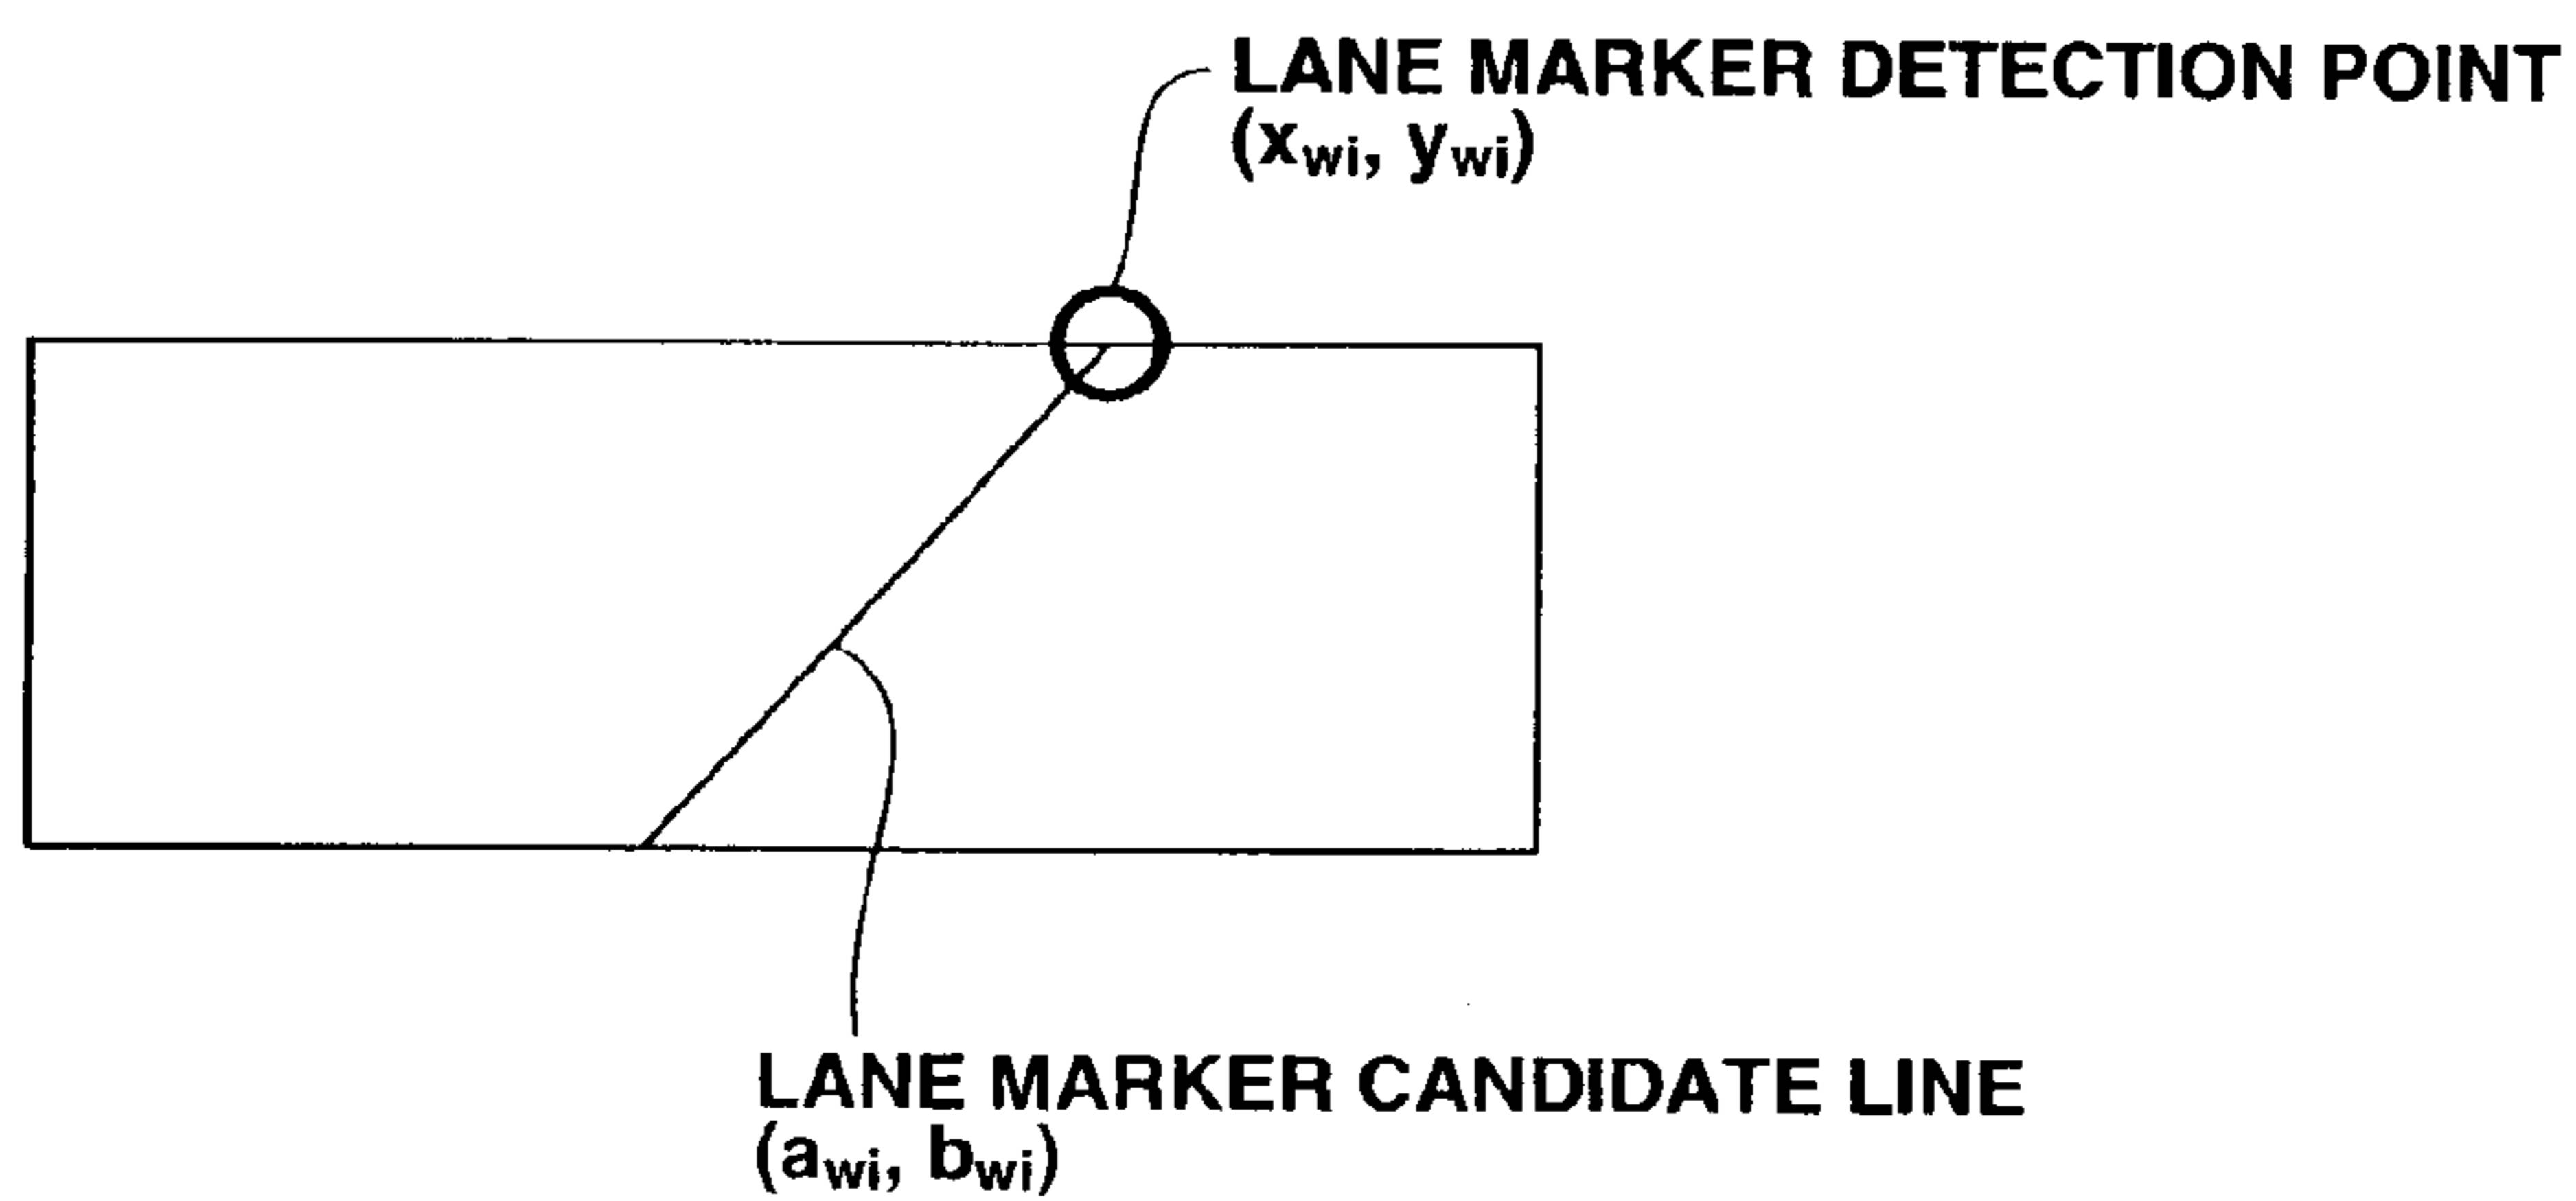 LANE MARKER DETECTION POINT
(xwi, ywi)
LANE MARKER CANDIDATE LINE
(awi, bwi)